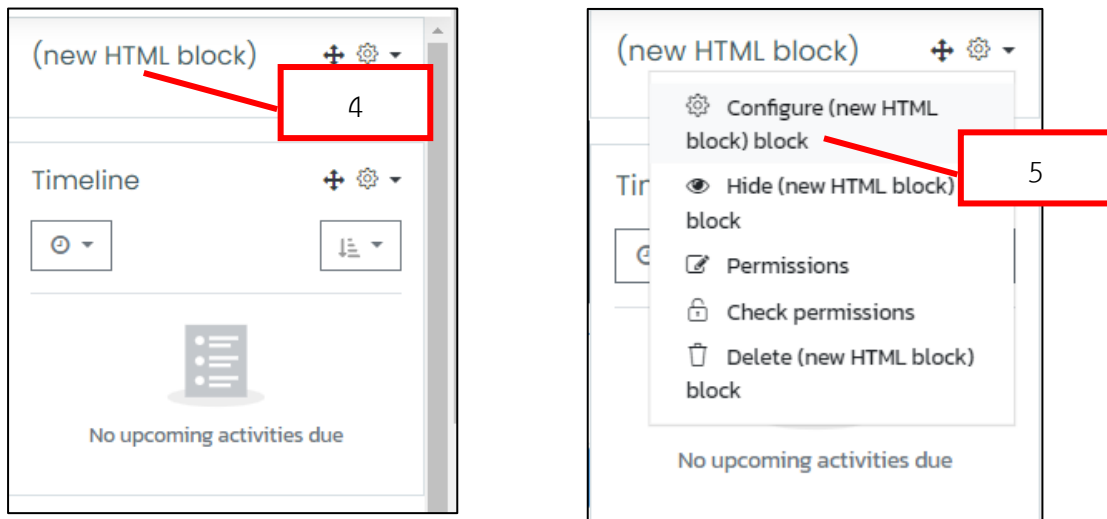 (new HTML block)
4
Timeline
No upcoming activities due
(new HTML block)
Configure (new HTML
block) block
5
Tir
Hide (new HTML block)
block
Permissions
Check permissions
Delete (new HTML block)
block
No upcoming activities due